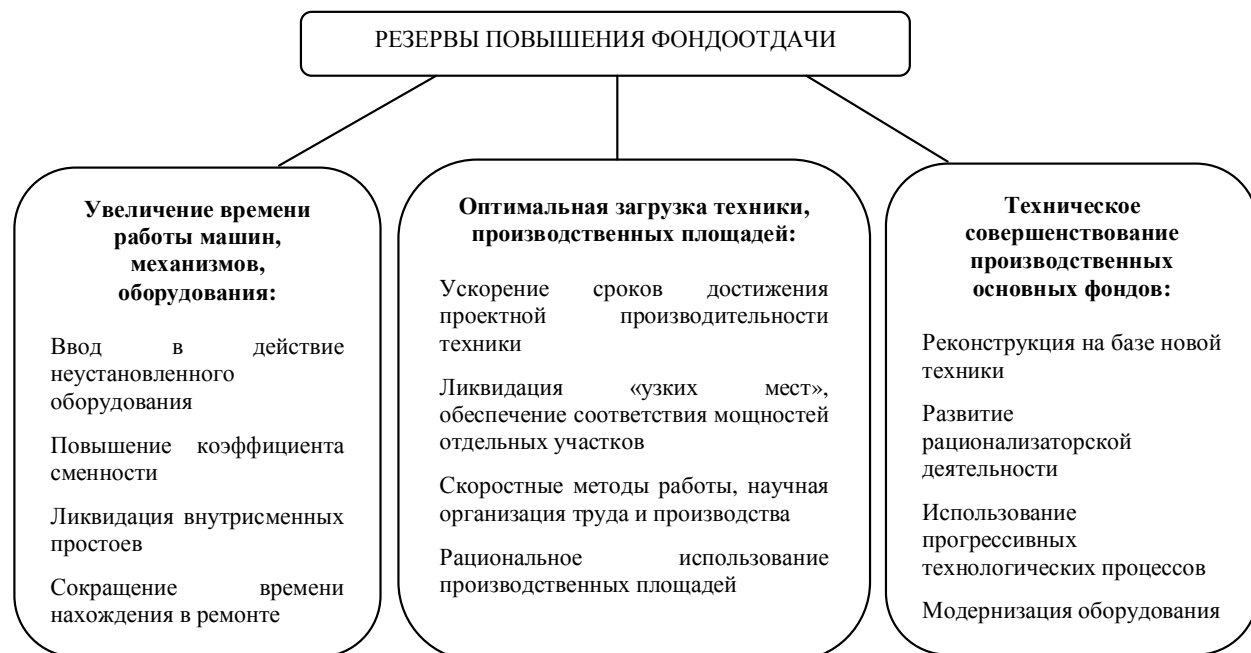 РЕЗЕРВЫ ПОВЫШЕНИЯ ФОНДООТДАЧИ
Увеличение времени
работы машин,
механизмов,
оборудования:
Ввод в действие
неустановленного
оборудования
Повышение коэффициента
сменности
Ликвидация внутрисменных
простоев
Сокращение времени
нахождения в ремонте
Оптимальная загрузка техники,
производственных площадей:
Ускорение сроков достижения
проектной производительности
техники
Ликвидация «узких мест»,
обеспечение соответствия мощностей
отдельных участков
Скоростные методы работы, научная
организация труда и производства
Рациональное использование
производственных площадей
Техническое
совершенствование
производственных
основных фондов:
Реконструкция на базе новой
техники
Развитие
рационализаторской
деятельности
Использование
прогрессивных
технологических процессов
Модернизация оборудования